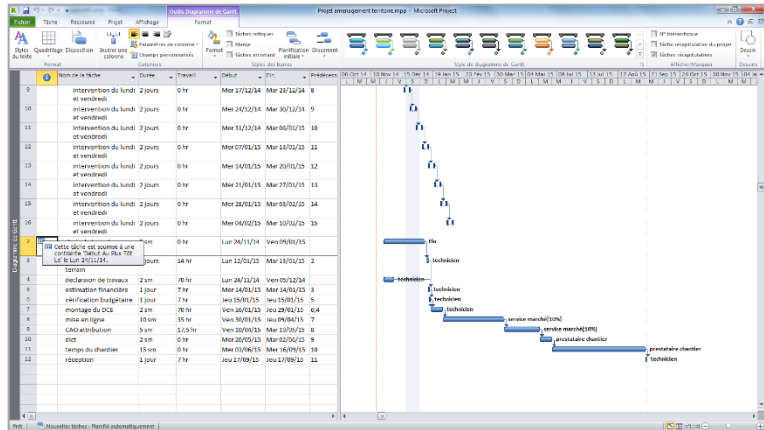 Outils Diagramme de Gantt
Projet amenagement territoire.mpp - Microsoft Project
Fichier Tâche Ressource Projet Affichage Format
Styles du texte
Quadrillage
Disposition
Insérer une colonne
Paramètres de colonne
Champs personnalisés
Format
Tâches critiques
Marge
Tâches en retard
Planification initiale
Glissement
N° hiérarchique
Tâche récapitulative du projet
Tâches récapitulatives
Dessin
Format Colonnes Styles des barres Style de diagramme de Gantt Afficher/Masquer Dessins
Nom de la tâche Durée Travail Début Fin Prédécess
9 intervention du lundi et vendredi 2 jours 0 hr Mer 17/12/14 Mar 23/12/14 8
10 intervention du lundi et vendredi 2 jours 0 hr Mer 24/12/14 Mar 30/12/14 9
11 intervention du lundi et vendredi 2 jours 0 hr Mer 31/12/14 Mar 06/01/15 10
12 intervention du lundi et vendredi 2 jours 0 hr Mer 07/01/15 Mar 13/01/15 11
13 intervention du lundi et vendredi 2 jours 0 hr Mer 14/01/15 Mar 20/01/15 12
14 intervention du lundi et vendredi 2 jours 0 hr Mer 21/01/15 Mar 27/01/15 13
15 intervention du lundi et vendredi 2 jours 0 hr Mer 28/01/15 Mar 03/02/15 14
16 intervention du lundi et vendredi 2 jours 0 hr Mer 04/02/15 Mar 10/02/15 15
2 sm 0 hr Lun 24/11/14 Ven 09/01/15
Cette tâche est soumise à une
contrainte 'Début Au Plus Tôt
Le' le Lun 24/11/14.
3 terrain jours 14 hr Lun 12/01/15 Mar 13/01/15 2
4 declaraion de travaux 2 sm 70 hr Lun 24/11/14 Ven 05/12/14
5 estimation financière 1 jour 7 hr Mer 14/01/15 Mer 14/01/15 3
6 vérification budgétaire 1 jour 7 hr Jeu 15/01/15 Jeu 15/01/15 5
7 montage du DCE 2 sm 70 hr Ven 16/01/15 Jeu 29/01/15 6;4
8 mise en ligne 10 sm 35 hr Ven 30/01/15 Jeu 09/04/15 7
9 CAO attribution 5 sm 17,5 hr Ven 10/04/15 Mar 19/05/15 8
10 dict 2 sm 0 hr Mer 20/05/15 Mar 02/06/15 9
11 temps du chantier 15 sm 0 hr Mer 03/06/15 Mer 16/09/15 10
12 réception 1 jour 7 hr Jeu 17/09/15 Jeu 17/09/15 11
technicien
technicien
technicien
technicien
technicien
service marché[10%]
service marché[10%]
prestataire chantier
prestataire chantier
technicien
Diagramme de Gantt
Prêt Nouvelles tâches : Planifié automatiquement